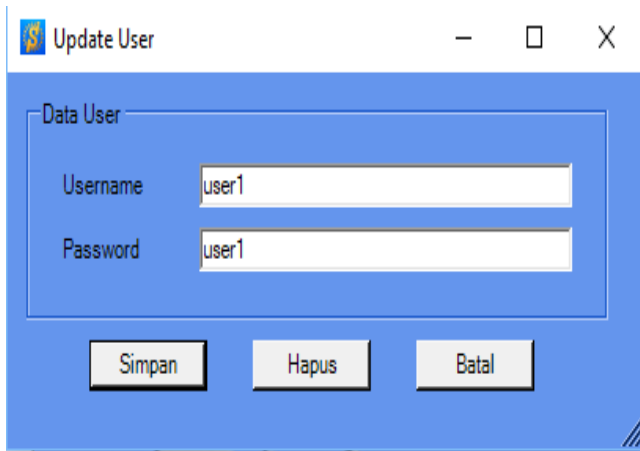 Update User
Data User
Username user1
Password user1
Simpan Hapus Batal